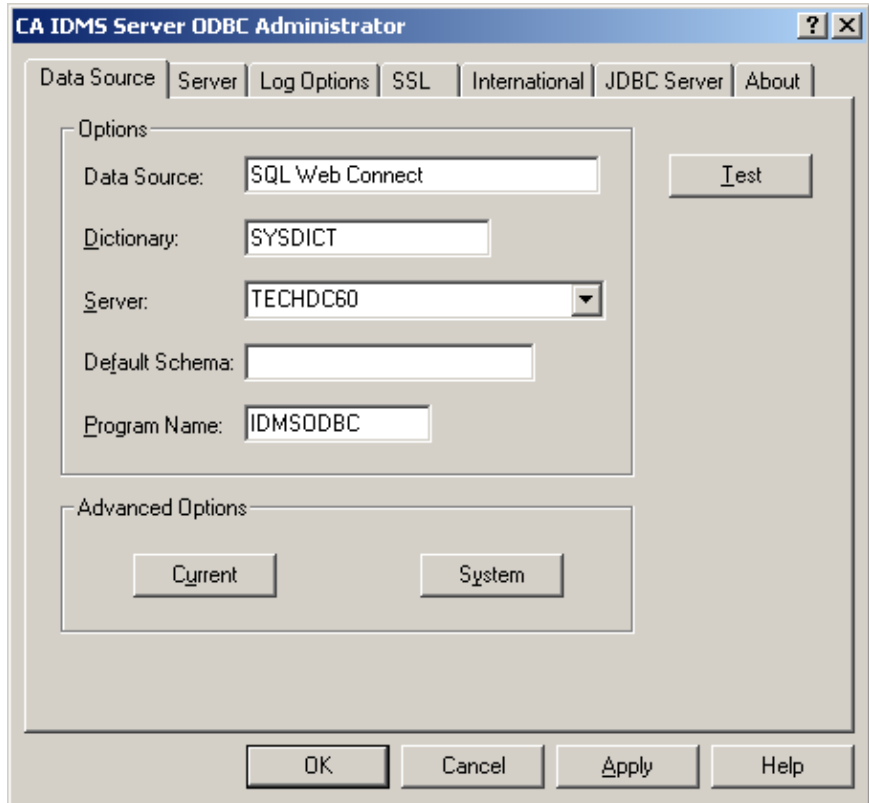 CA IDMS Server ODBC Administrator
Data Source Server Log Options SSL International JDBC Server About
Options
Data Source: SQL Web Connect Test
Dictionary: SYSDICT
Server: TECHDC60
Default Schema:
Program Name: IDMSODBC
Advanced Options
Current System
OK Cancel Apply Help